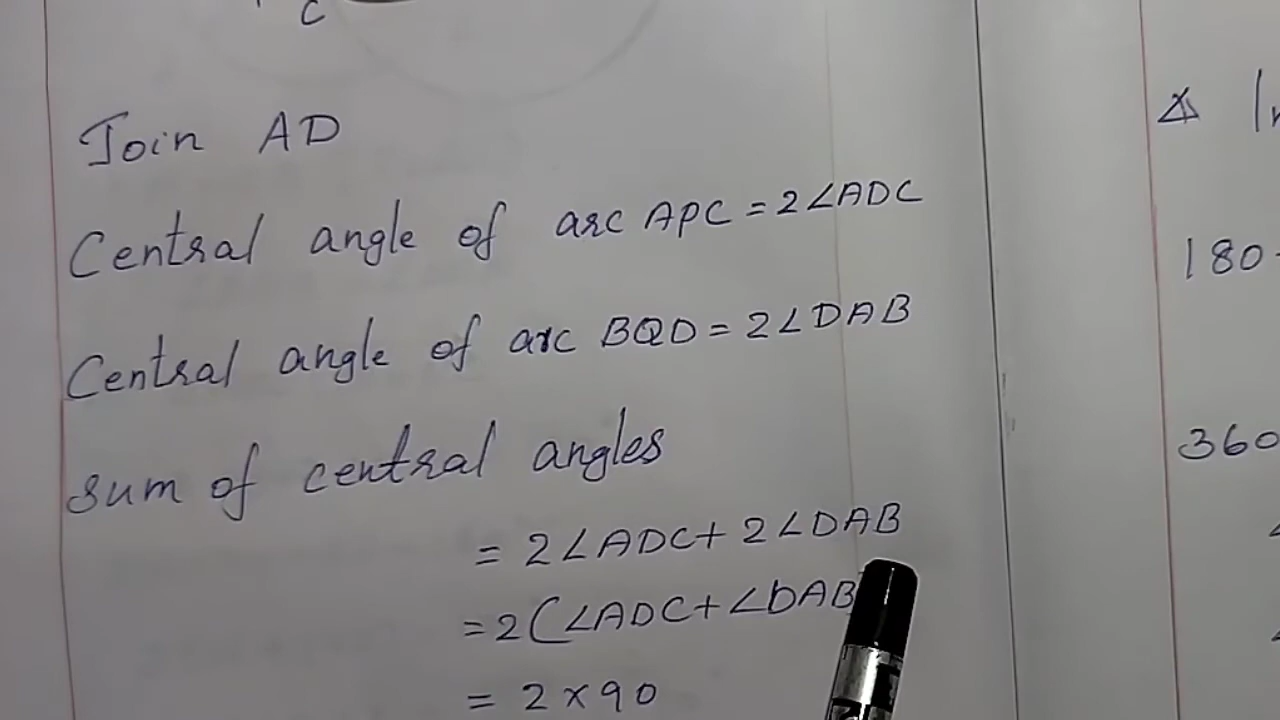 C
Join AD
Central angle of arc APC = 2∠ADC
Central angle of arc BQD = 2∠DAB
sum of central angles
= 2∠ADC + 2∠DAB
= 2(∠ADC + ∠DAB
= 2 × 90
180
360